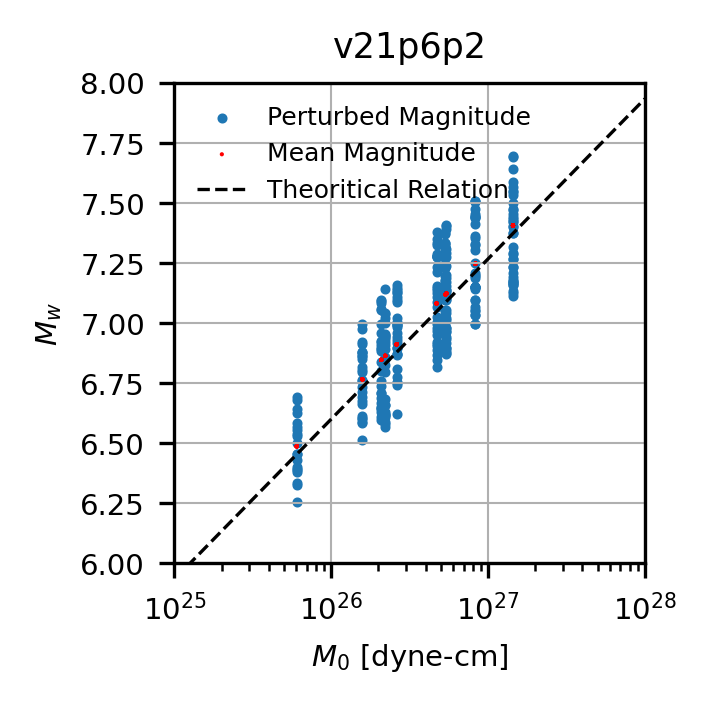 v21p6p2
8.00
7.75
7.50
7.25
7.00
6.75
6.50
6.25
6.00
M_w
Perturbed Magnitude
Mean Magnitude
Theoritical Relation
10^25 10^26 10^27 10^28
M_0 [dyne-cm]